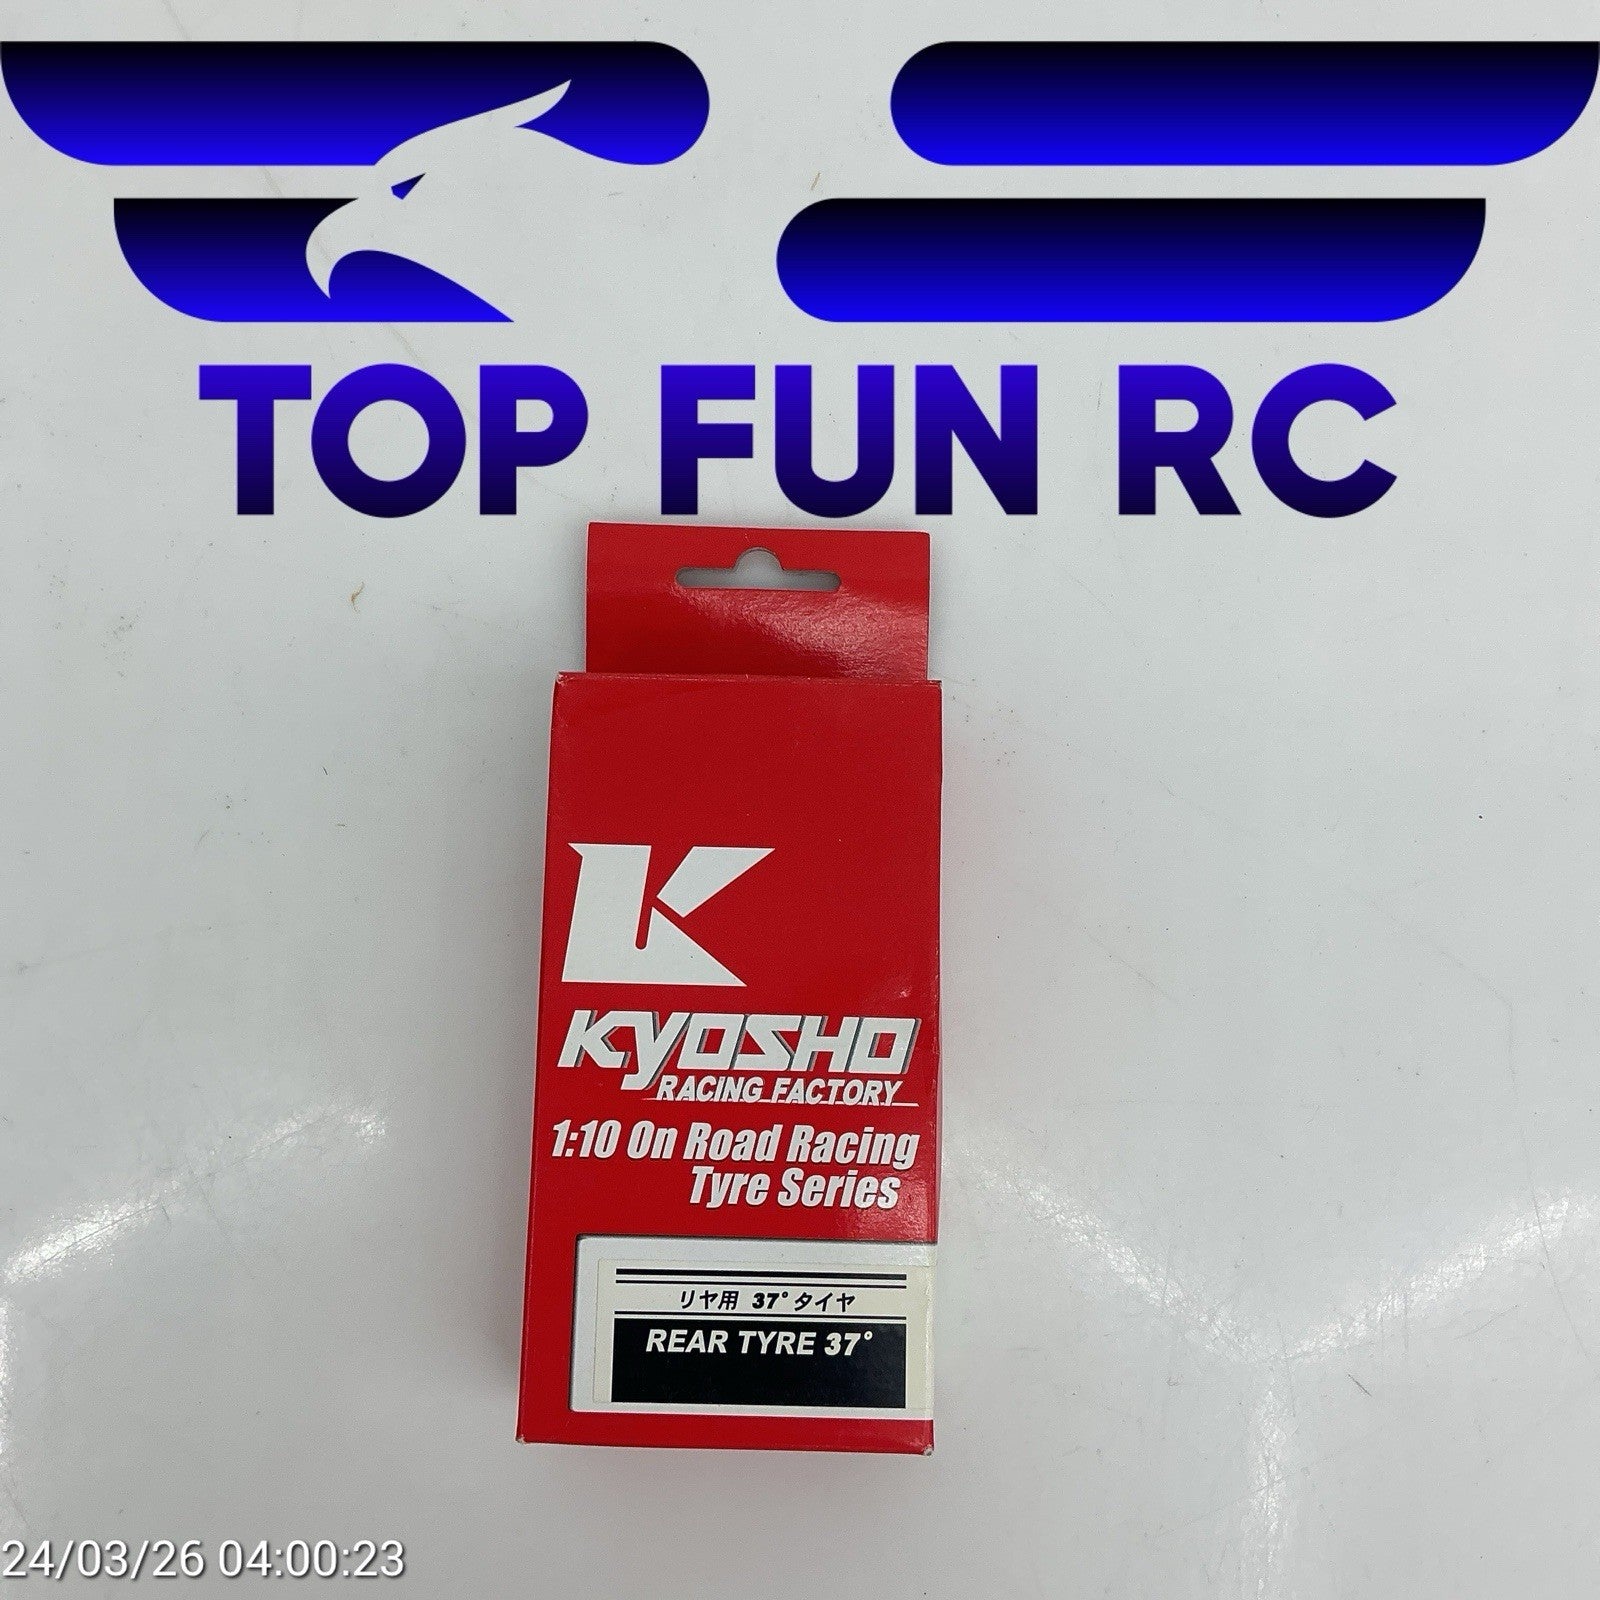 TOP FUN RC
K
KYOSHO
RACING FACTORY
1:10 On Road Racing
Tyre Series
リヤ用 37°タイヤ
REAR TYRE 37°
24/03/26 04:00:23